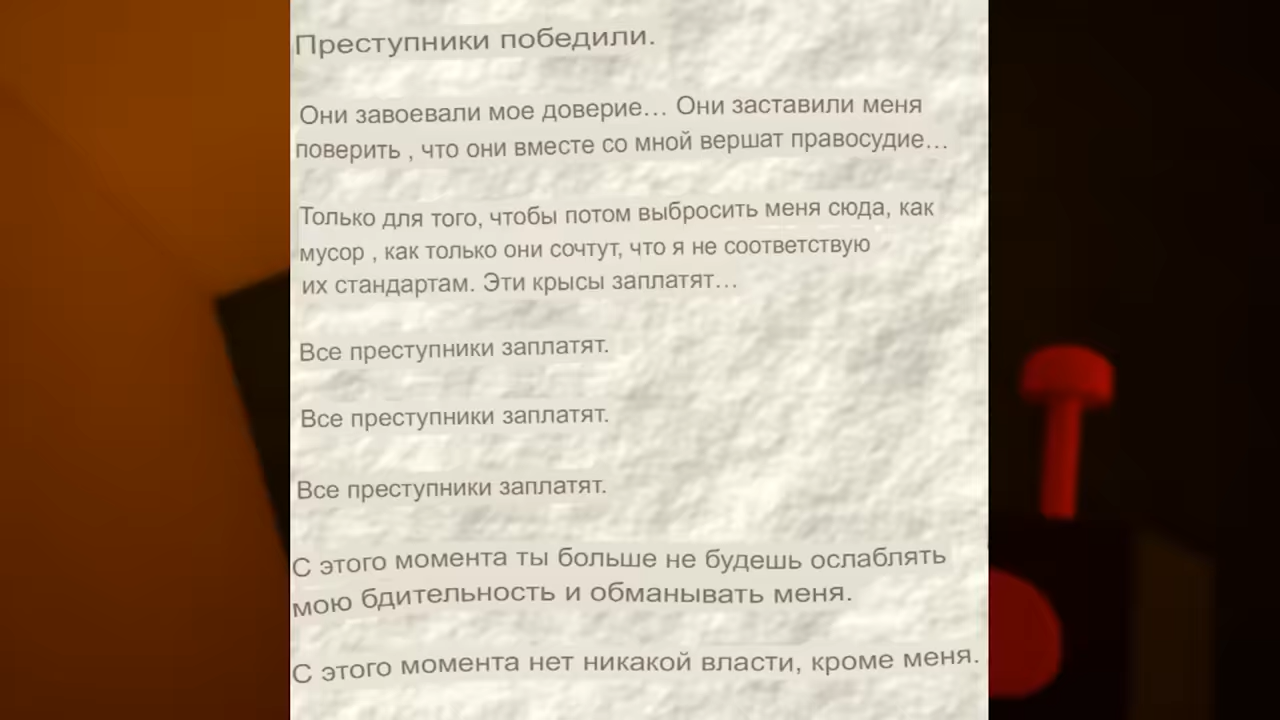 Преступники победили.
Они завоевали мое доверие… Они заставили меня
поверить , что они вместе со мной вершат правосудие…
Только для того, чтобы потом выбросить меня сюда, как
мусор , как только они сочтут, что я не соответствую
их стандартам. Эти крысы заплатят…
Все преступники заплатят.
Все преступники заплатят.
Все преступники заплатят.
С этого момента ты больше не будешь ослаблять
мою бдительность и обманывать меня.
С этого момента нет никакой власти, кроме меня.